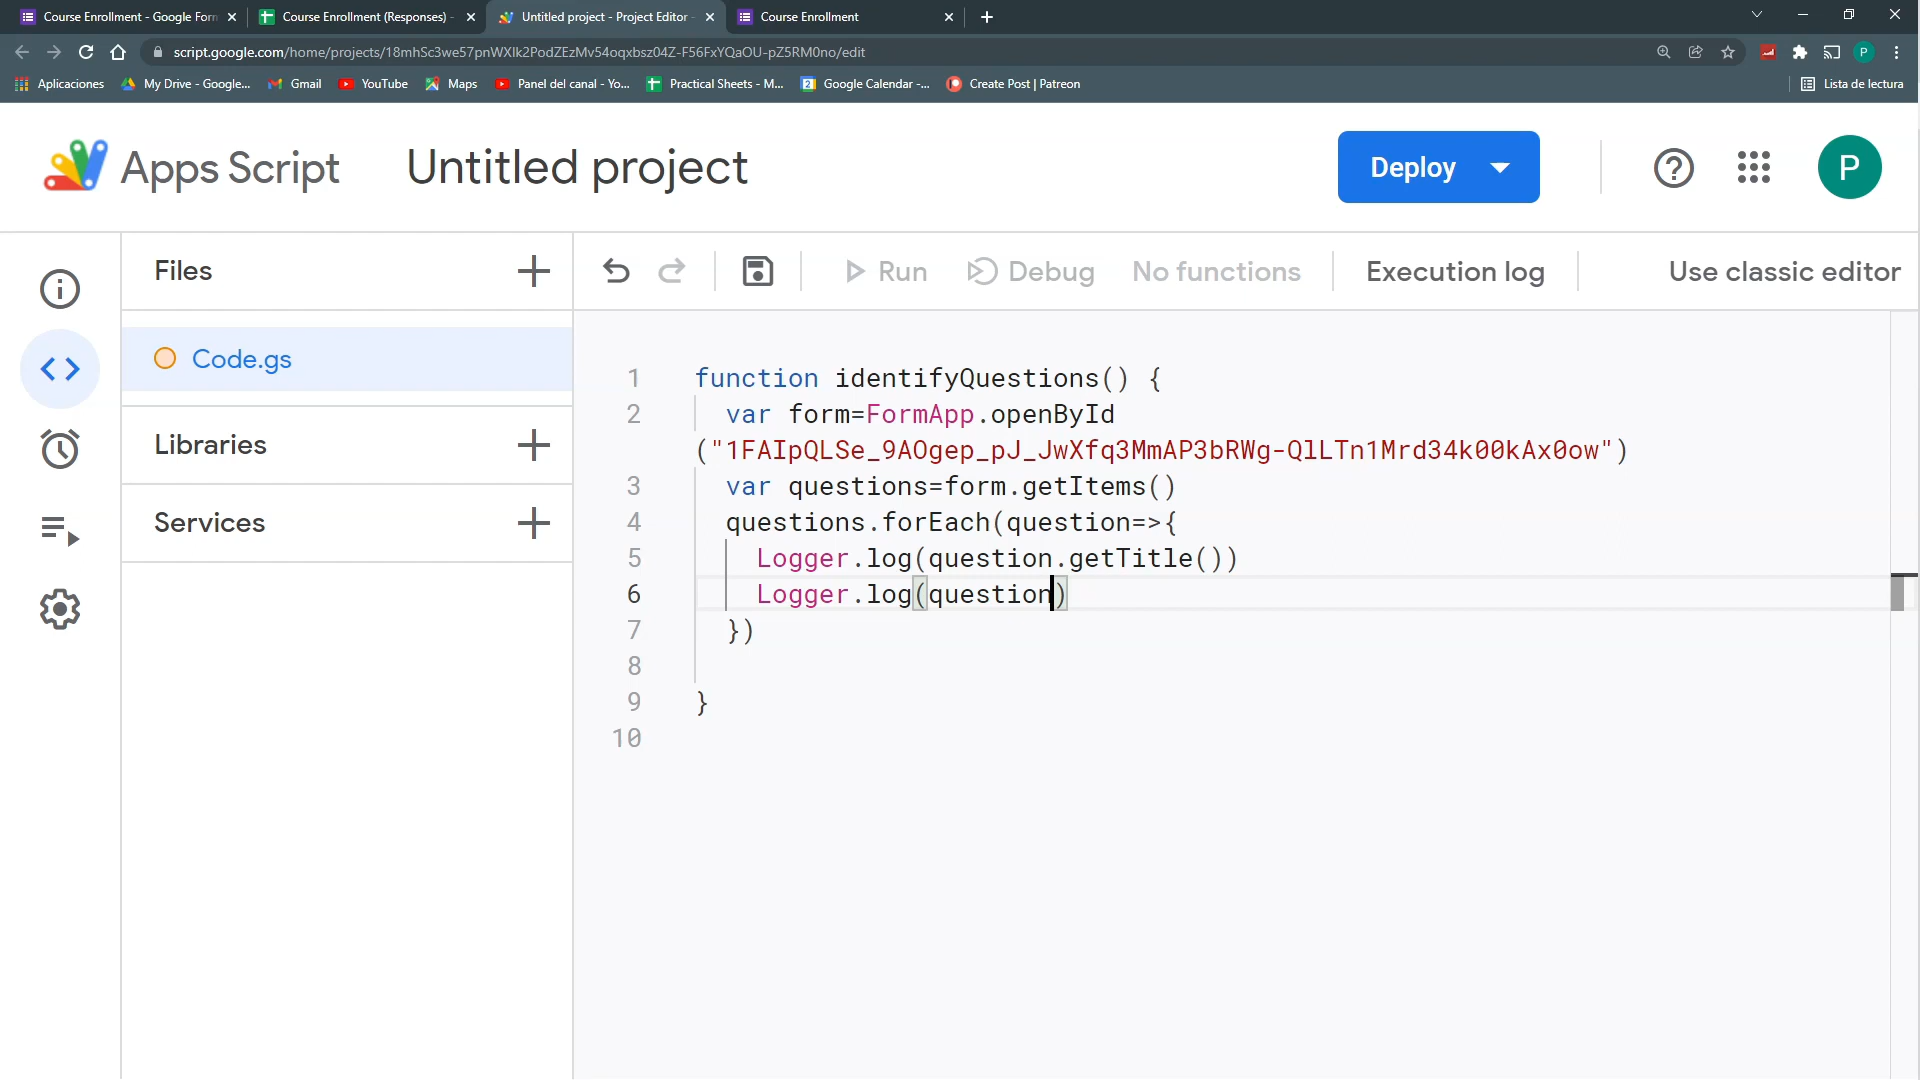 Course Enrollment - Google Form
Course Enrollment (Responses) -
Untitled project - Project Editor -
Course Enrollment
script.google.com/home/projects/18mhSc3we57pnWXIk2PodZEzMv54oqxbsz04Z-F56FxYQaOU-pZ5RM0no/edit
P
Aplicaciones
My Drive - Google...
Gmail
YouTube
Maps
Panel del canal - Yo...
Practical Sheets - M...
Google Calendar -...
Create Post | Patreon
Lista de lectura
Apps Script
Untitled project
Deploy
P
Files
Run
Debug
No functions
Execution log
Use classic editor
Code.gs
Libraries
Services
1 function identifyQuestions() {
2 var form=FormApp.openById
("1FAIpQLSe_9AOgep_pJ_JwXfq3MmAP3bRWg-QlLTn1Mrd34k00kAx0ow")
3 var questions=form.getItems()
4 questions.forEach(question=>{
5 Logger.log(question.getTitle())
6 Logger.log(question)
7 })
8
9 }
10